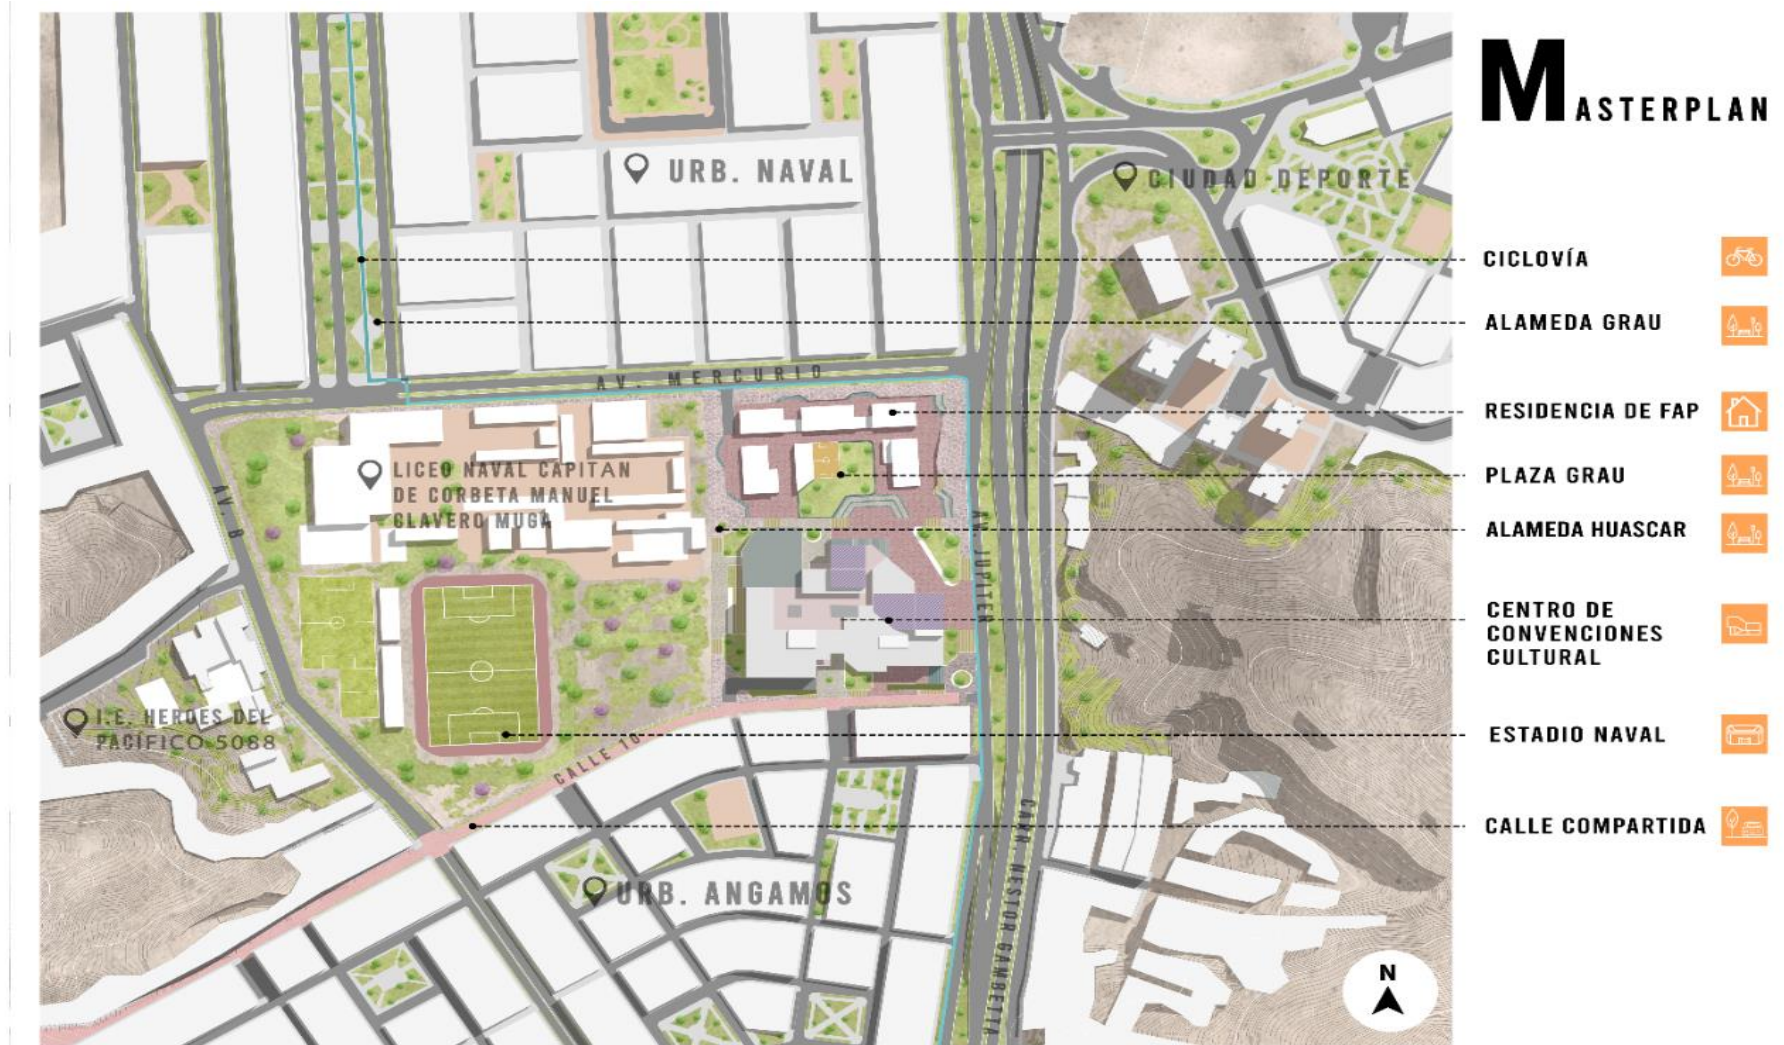 MASTERPLAN
URB. NAVAL
CIUDAD DEPORTE
CICLOVÍA
ALAMEDA GRAU
AV. MERCURIO
RESIDENCIA DE FAP
LICEO NAVAL CAPITAN
DE CORBETA MANUEL
CLAVERO MUGA
PLAZA GRAU
AV. B
ALAMEDA HUASCAR
AV. JUPITER
CENTRO DE
CONVENCIONES
CULTURAL
I.E. HEROES DEL
PACIFICO 5088
ESTADIO NAVAL
CALLE 10
CALLE COMPARTIDA
CARR. NESTOR GAMBETTA
URB. ANGAMOS
N